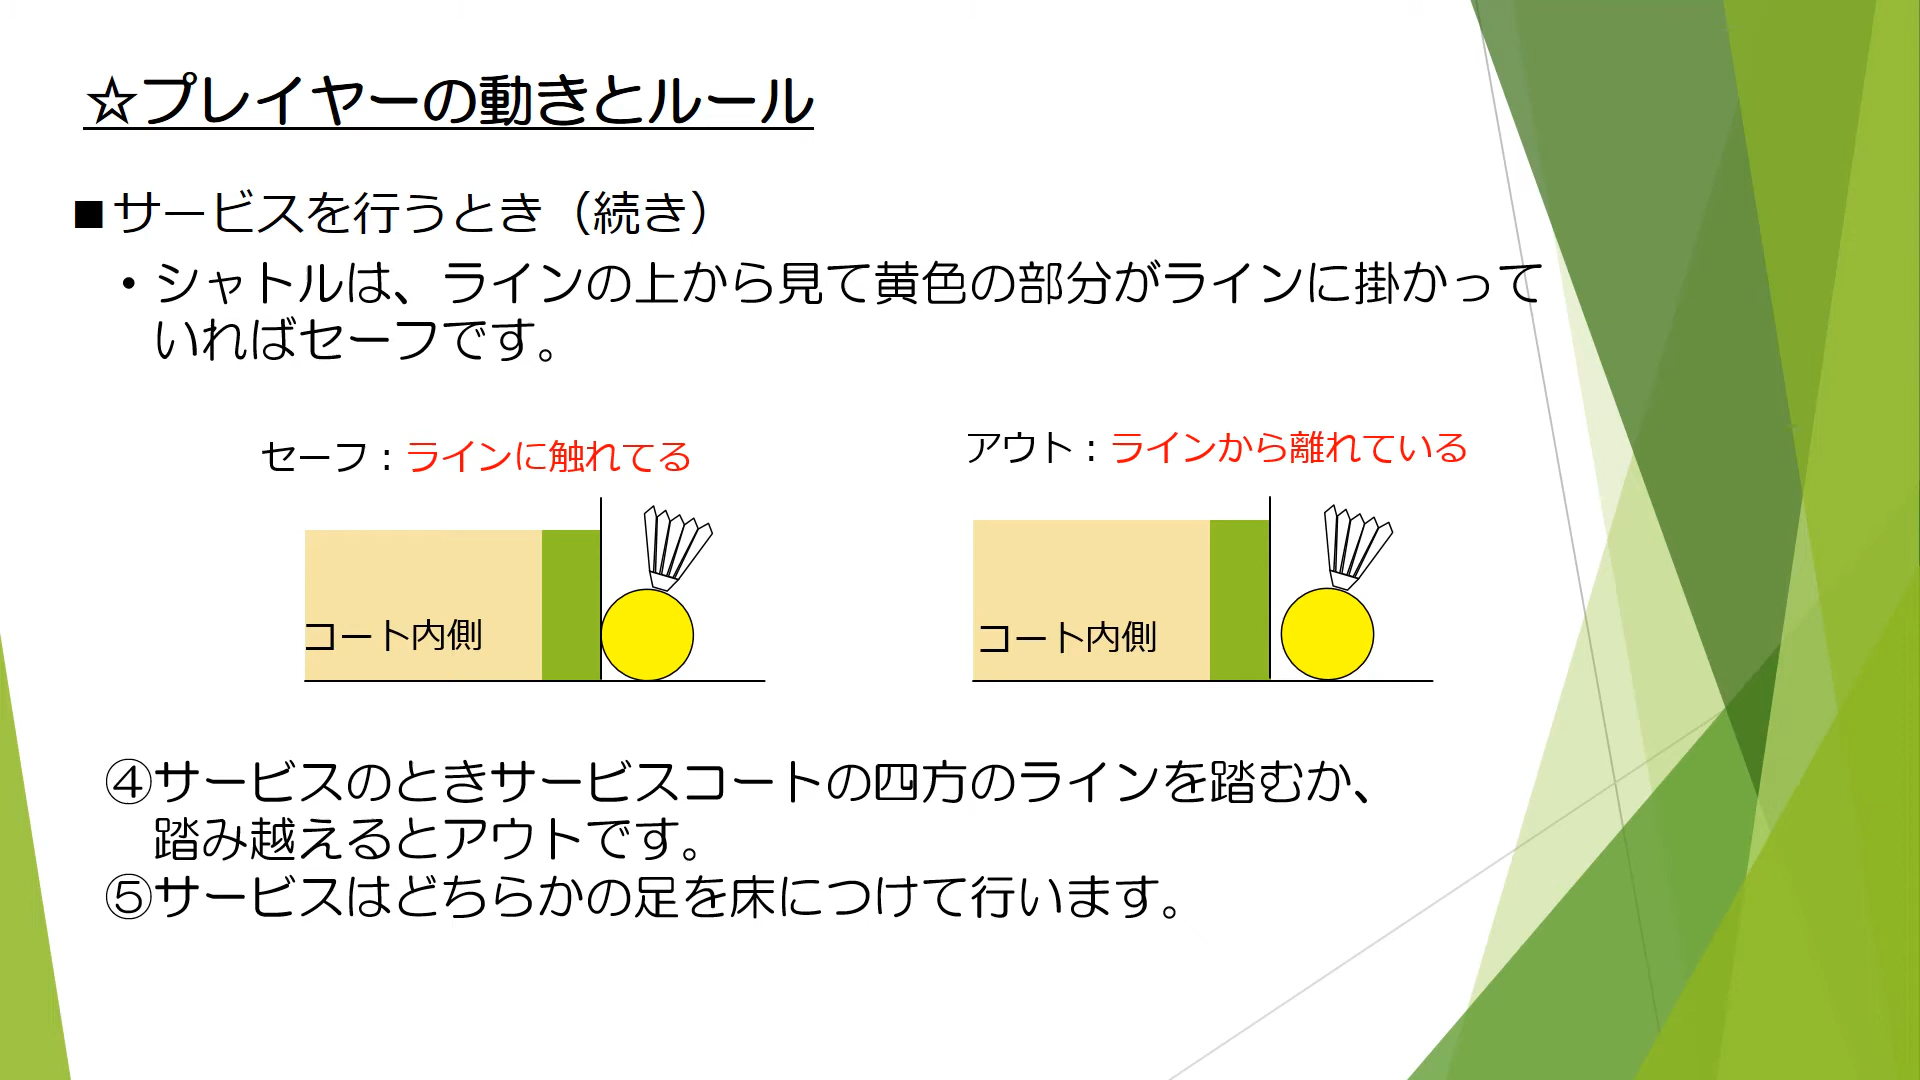 ☆プレイヤーの動きとルール
■サービスを行うとき（続き）
・シャトルは、ラインの上から見て黄色の部分がラインに掛かって
いればセーフです。
セーフ：ラインに触れてる
アウト：ラインから離れている
コート内側
コート内側
④サービスのときサービスコートの四方のラインを踏むか、
踏み越えるとアウトです。
⑤サービスはどちらかの足を床につけて行います。